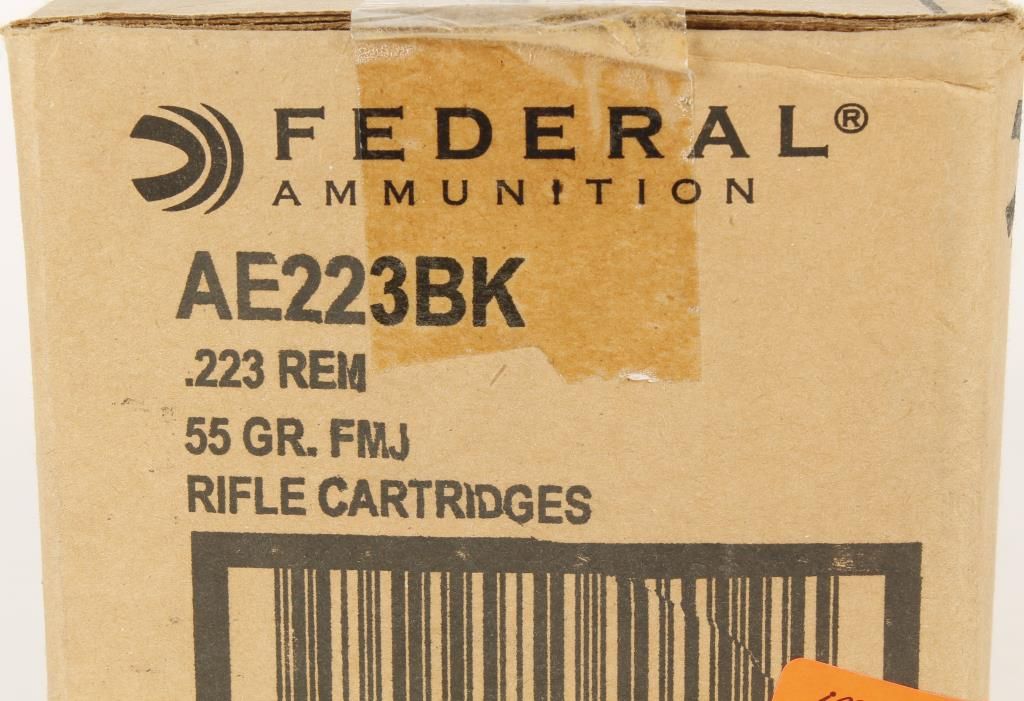 FEDERAL®
AMMUNITION
AE223BK
.223 REM
55 GR. FMJ
RIFLE CARTRIDGES